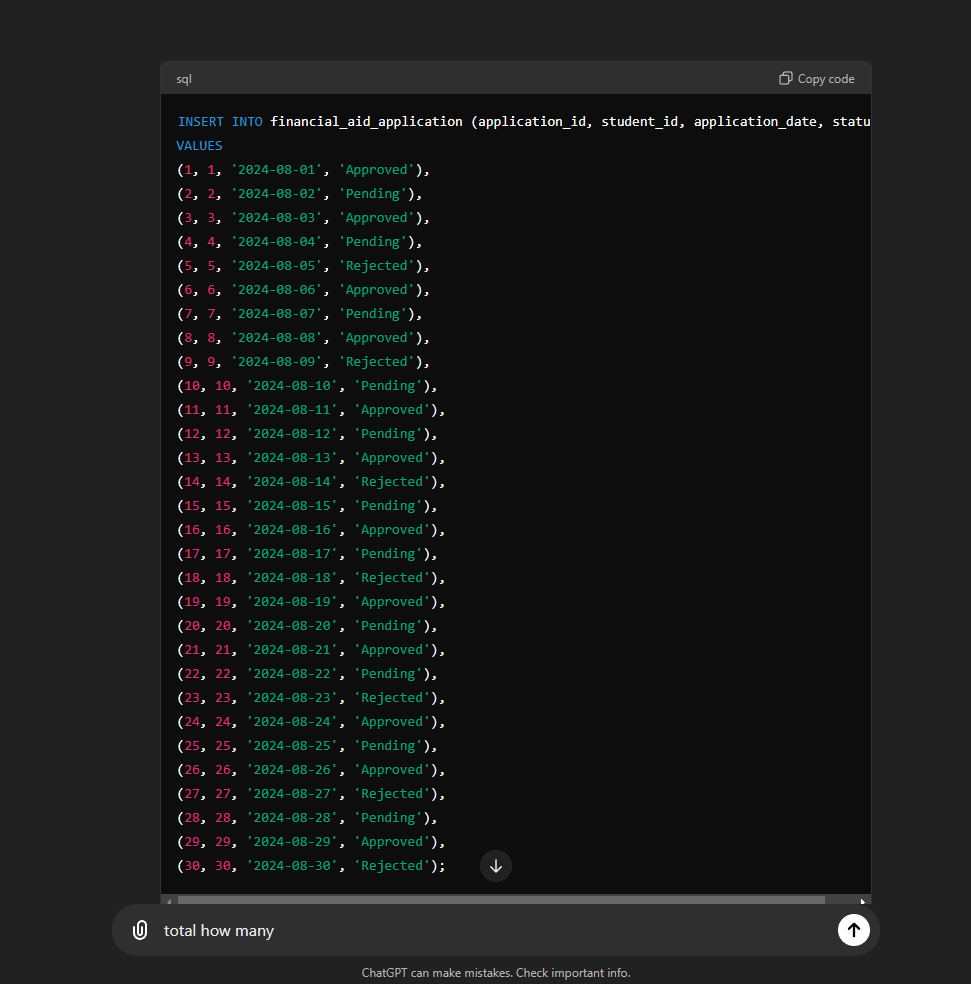 sql
Copy code
INSERT INTO financial_aid_application (application_id, student_id, application_date, statu
VALUES
(1, 1, '2024-08-01', 'Approved'),
(2, 2, '2024-08-02', 'Pending'),
(3, 3, '2024-08-03', 'Approved'),
(4, 4, '2024-08-04', 'Pending'),
(5, 5, '2024-08-05', 'Rejected'),
(6, 6, '2024-08-06', 'Approved'),
(7, 7, '2024-08-07', 'Pending'),
(8, 8, '2024-08-08', 'Approved'),
(9, 9, '2024-08-09', 'Rejected'),
(10, 10, '2024-08-10', 'Pending'),
(11, 11, '2024-08-11', 'Approved'),
(12, 12, '2024-08-12', 'Pending'),
(13, 13, '2024-08-13', 'Approved'),
(14, 14, '2024-08-14', 'Rejected'),
(15, 15, '2024-08-15', 'Pending'),
(16, 16, '2024-08-16', 'Approved'),
(17, 17, '2024-08-17', 'Pending'),
(18, 18, '2024-08-18', 'Rejected'),
(19, 19, '2024-08-19', 'Approved'),
(20, 20, '2024-08-20', 'Pending'),
(21, 21, '2024-08-21', 'Approved'),
(22, 22, '2024-08-22', 'Pending'),
(23, 23, '2024-08-23', 'Rejected'),
(24, 24, '2024-08-24', 'Approved'),
(25, 25, '2024-08-25', 'Pending'),
(26, 26, '2024-08-26', 'Approved'),
(27, 27, '2024-08-27', 'Rejected'),
(28, 28, '2024-08-28', 'Pending'),
(29, 29, '2024-08-29', 'Approved'),
(30, 30, '2024-08-30', 'Rejected');
total how many
ChatGPT can make mistakes. Check important info.